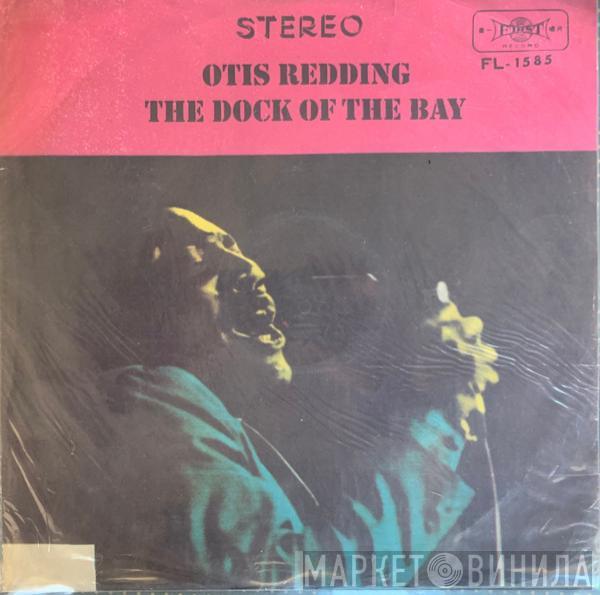 STEREO
FIRST
RECORD
FL-1585
OTIS REDDING
THE DOCK OF THE BAY
МАРКЕТ ВИНИЛА